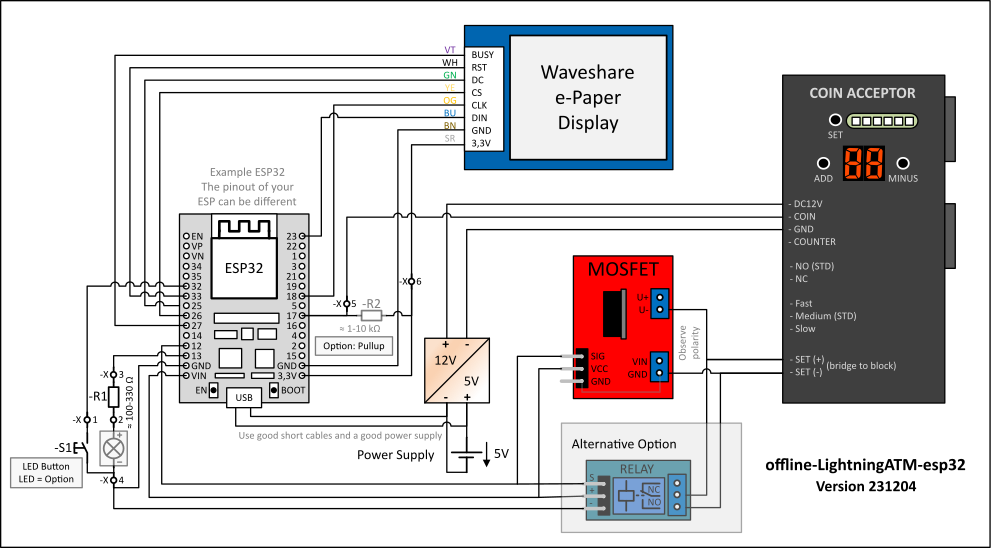 VT
WH
GN
YE
OG
BU
BN
SR
BUSY
RST
DC
CS
CLK
DIN
GND
3,3V
Waveshare
e-Paper
Display
COIN ACCEPTOR
SET
ADD
88
MINUS
- DC12V
- COIN
- GND
- COUNTER
- NO (STD)
- NC
- Fast
- Medium (STD)
- Slow
- SET (+)
- SET (-)
(bridge to block)
Example ESP32
The pinout of your
ESP can be different
ESP32
EN
VP
VN
34
35
32
33
25
26
27
14
12
13
GND
VIN
23
22
1
3
21
19
18
5
17
16
4
2
15
GND
3,3V
EN
BOOT
USB
-X 5
-R2
-X 6
≈ 1-10 kΩ
Option: Pullup
MOSFET
U+
U-
SIG
VCC
GND
VIN
GND
Observe
polarity
+ -
12V
5V
- +
Use good short cables and a good power supply
Power Supply
5V
-X 3
-R1
≈ 100-330 Ω
-X 1
2
-S1
+
-
-X 4
LED Button
LED = Option
Alternative Option
RELAY
S
+
-
NC
NO
offline-LightningATM-esp32
Version 231204